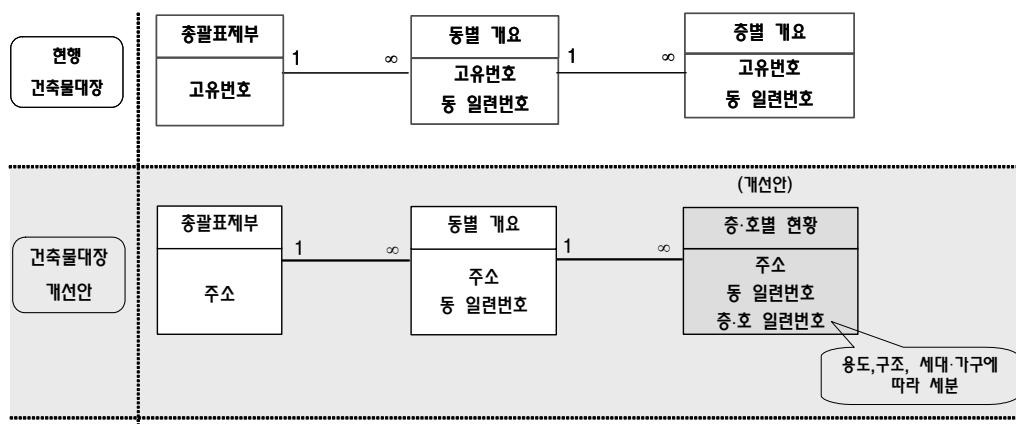 현행
건축물대장
총괄표제부
고유번호
1
∞
동별 개요
고유번호
동 일련번호
1
∞
층별 개요
고유번호
동 일련번호
건축물대장
개선안
총괄표제부
주소
1
∞
동별 개요
주소
동 일련번호
1
∞
(개선안)
층·호별 현황
주소
동 일련번호
층·호 일련번호
용도,구조, 세대·가구에
따라 세분